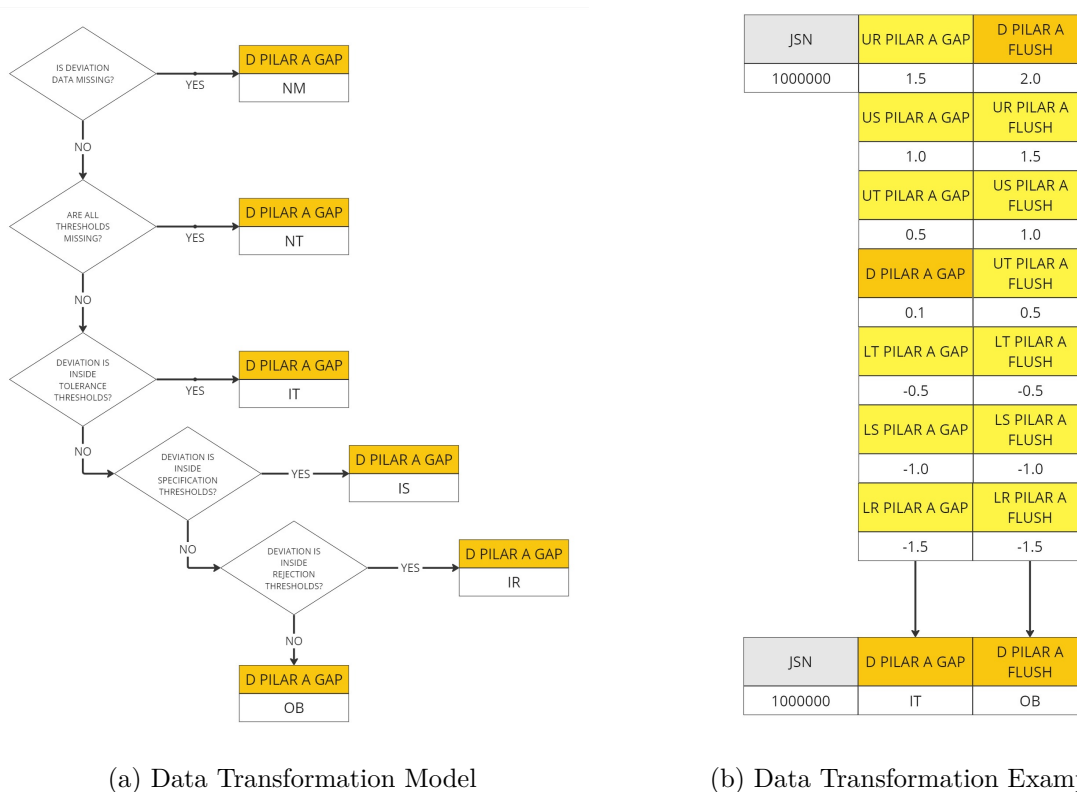 IS DEVIATION
DATA MISSING?
YES
D PILAR A GAP
NM
NO
ARE ALL
THRESHOLDS
MISSING?
YES
D PILAR A GAP
NT
NO
DEVIATION IS
INSIDE
TOLERANCE
THRESHOLDS?
YES
D PILAR A GAP
IT
NO
DEVIATION IS
INSIDE
SPECIFICATION
THRESHOLDS?
YES
D PILAR A GAP
IS
NO
DEVIATION IS
INSIDE
REJECTION
THRESHOLDS?
YES
D PILAR A GAP
IR
NO
D PILAR A GAP
OB
(a) Data Transformation Model
JSN
UR PILAR A GAP
D PILAR A
FLUSH
1000000
1.5
2.0
US PILAR A GAP
UR PILAR A
FLUSH
1.0
1.5
UT PILAR A GAP
US PILAR A
FLUSH
0.5
1.0
D PILAR A GAP
UT PILAR A
FLUSH
0.1
0.5
LT PILAR A GAP
LT PILAR A
FLUSH
-0.5
-0.5
LS PILAR A GAP
LS PILAR A
FLUSH
-1.0
-1.0
LR PILAR A GAP
LR PILAR A
FLUSH
-1.5
-1.5
JSN
D PILAR A GAP
D PILAR A
FLUSH
1000000
IT
OB
(b) Data Transformation Examp